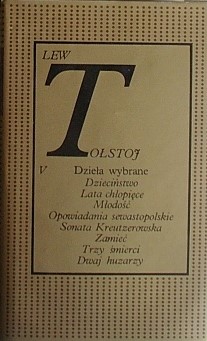 LEW
TOŁSTOJ
V Dzieła wybrane
Dzieciństwo
Lata chłopięce
Młodość
Opowiadania sewastopolskie
Sonata Kreutzerowska
Zamieć
Trzy śmierci
Dwaj huzarzy